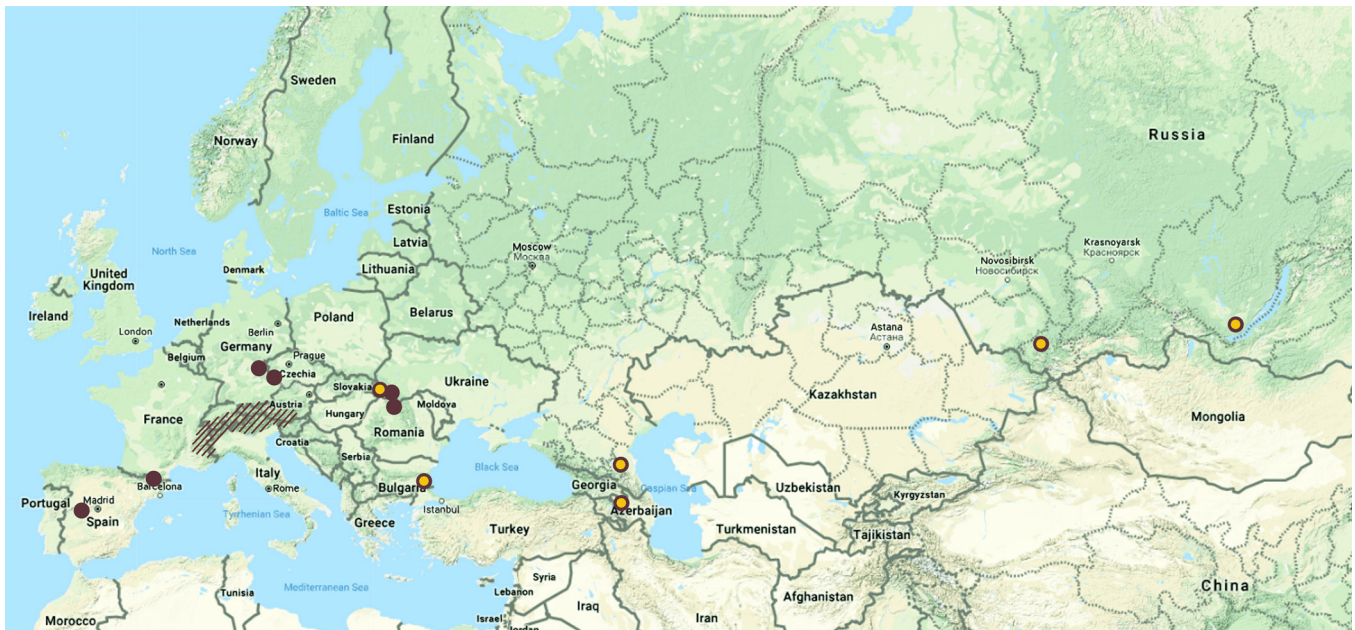 Sweden
Russia
Norway
Finland
Baltic Sea
Estonia
North Sea
Latvia
Moscow
Москва
Krasnoyarsk
Красноярск
Novosibirsk
Новосибирск
Denmark
Lithuania
United
Kingdom
Ireland
Belarus
Netherlands
Poland
London
Berlin
Astana
Астана
Germany
Belgium
Prague
Czechia
Ukraine
Slovakia
Kazakhstan
Austria
Hungary
Moldova
France
Mongolia
Romania
Croatia
Serbia
Italy
Black Sea
Georgia
Caspian Sea
Uzbekistan
Kyrgyzstan
Barcelona
Bulgaria
Rome
Portugal
Madrid
Spain
Istanbul
Azerbaijan
Tyrrhenian Sea
Greece
Turkey
Turkmenistan
Tajikistan
Mediterranean Sea
Syria
Lebanon
China
Tunisia
Iraq
Afghanistan
Morocco
Israel
Iran
Jordan